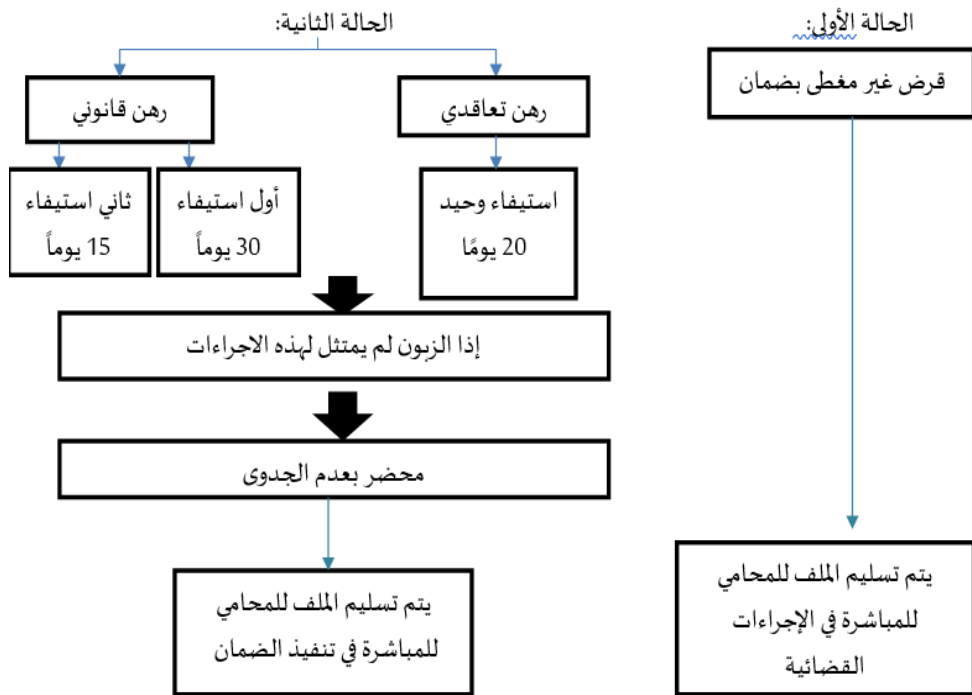 الحالة الأولى:
قرض غير مغطى بضمان
يتم تسليم الملف للمحامي
للمباشرة في الإجراءات
القضائية
الحالة الثانية:
رهن تعاقدي
رهن قانوني
استيفاء وحيد
20 يومًا
أول استيفاء
30 يوماً
ثاني استيفاء
15 يوماً
إذا الزبون لم يمتثل لهذه الاجراءات
محضر بعدم الجدوى
يتم تسليم الملف للمحامي
للمباشرة في تنفيذ الضمان